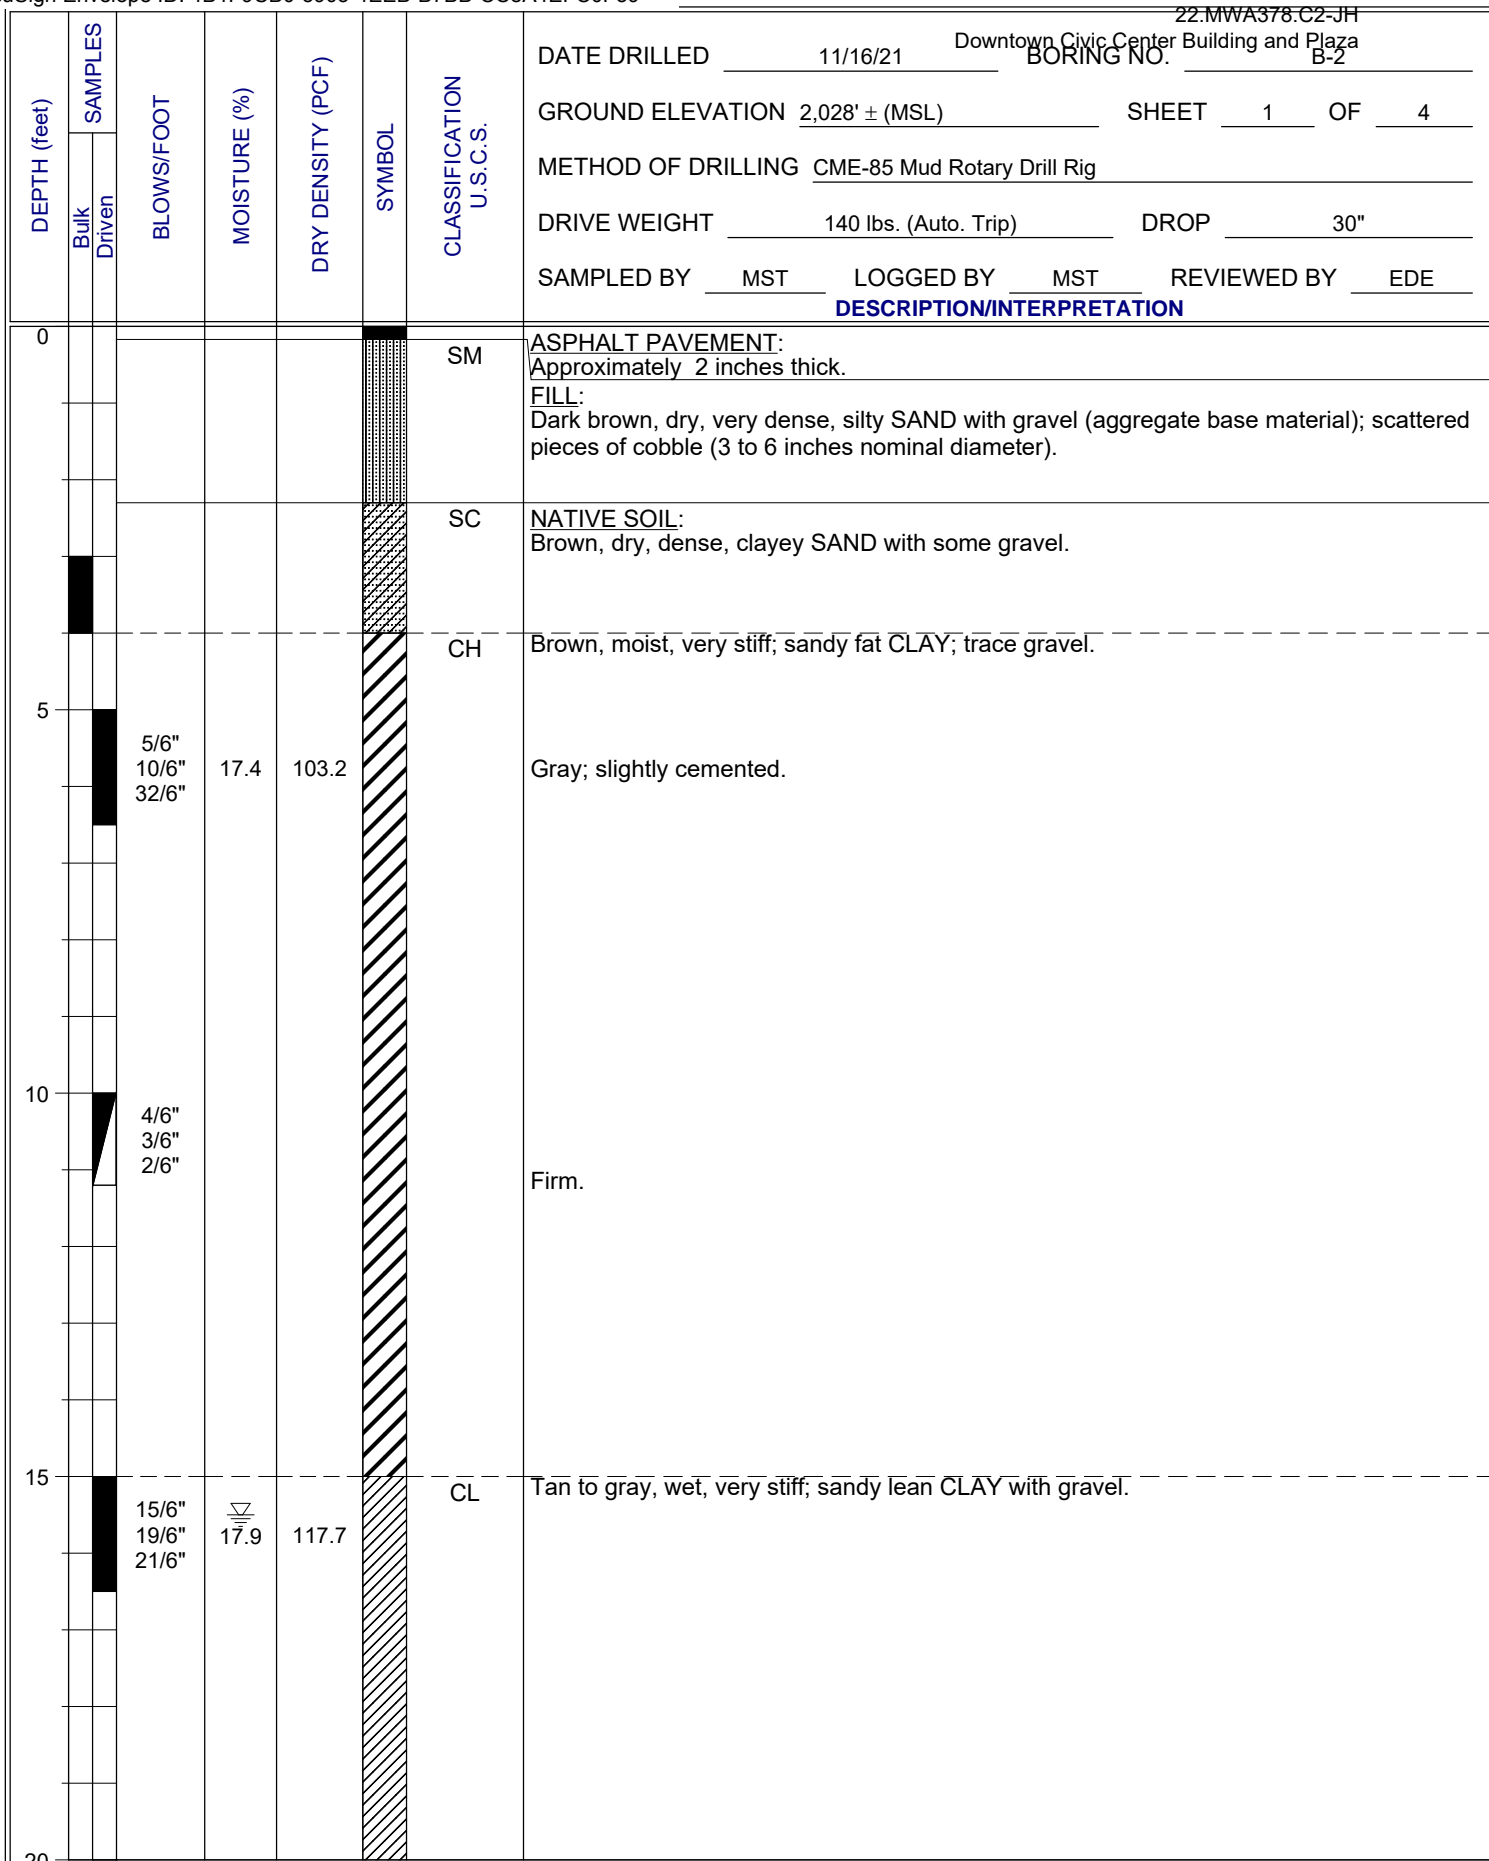 22.MWA378.C2-JH
Downtown Civic Center Building and Plaza
DEPTH (feet)
SAMPLES
Bulk
Driven
BLOWS/FOOT
MOISTURE (%)
DRY DENSITY (PCF)
SYMBOL
CLASSIFICATION
U.S.C.S.
DATE DRILLED 11/16/21 BORING NO. B-2
GROUND ELEVATION 2,028' ± (MSL) SHEET 1 OF 4
METHOD OF DRILLING CME-85 Mud Rotary Drill Rig
DRIVE WEIGHT 140 lbs. (Auto. Trip) DROP 30"
SAMPLED BY MST LOGGED BY MST REVIEWED BY EDE
DESCRIPTION/INTERPRETATION
0
SM
ASPHALT PAVEMENT:
Approximately 2 inches thick.
FILL:
Dark brown, dry, very dense, silty SAND with gravel (aggregate base material); scattered
pieces of cobble (3 to 6 inches nominal diameter).
SC
NATIVE SOIL:
Brown, dry, dense, clayey SAND with some gravel.
CH
Brown, moist, very stiff; sandy fat CLAY; trace gravel.
5
5/6"
10/6" 17.4 103.2 Gray; slightly cemented.
32/6"
10
4/6"
3/6"
2/6"
Firm.
15
CL
Tan to gray, wet, very stiff; sandy lean CLAY with gravel.
15/6"
19/6" 17.9 117.7
21/6"
20